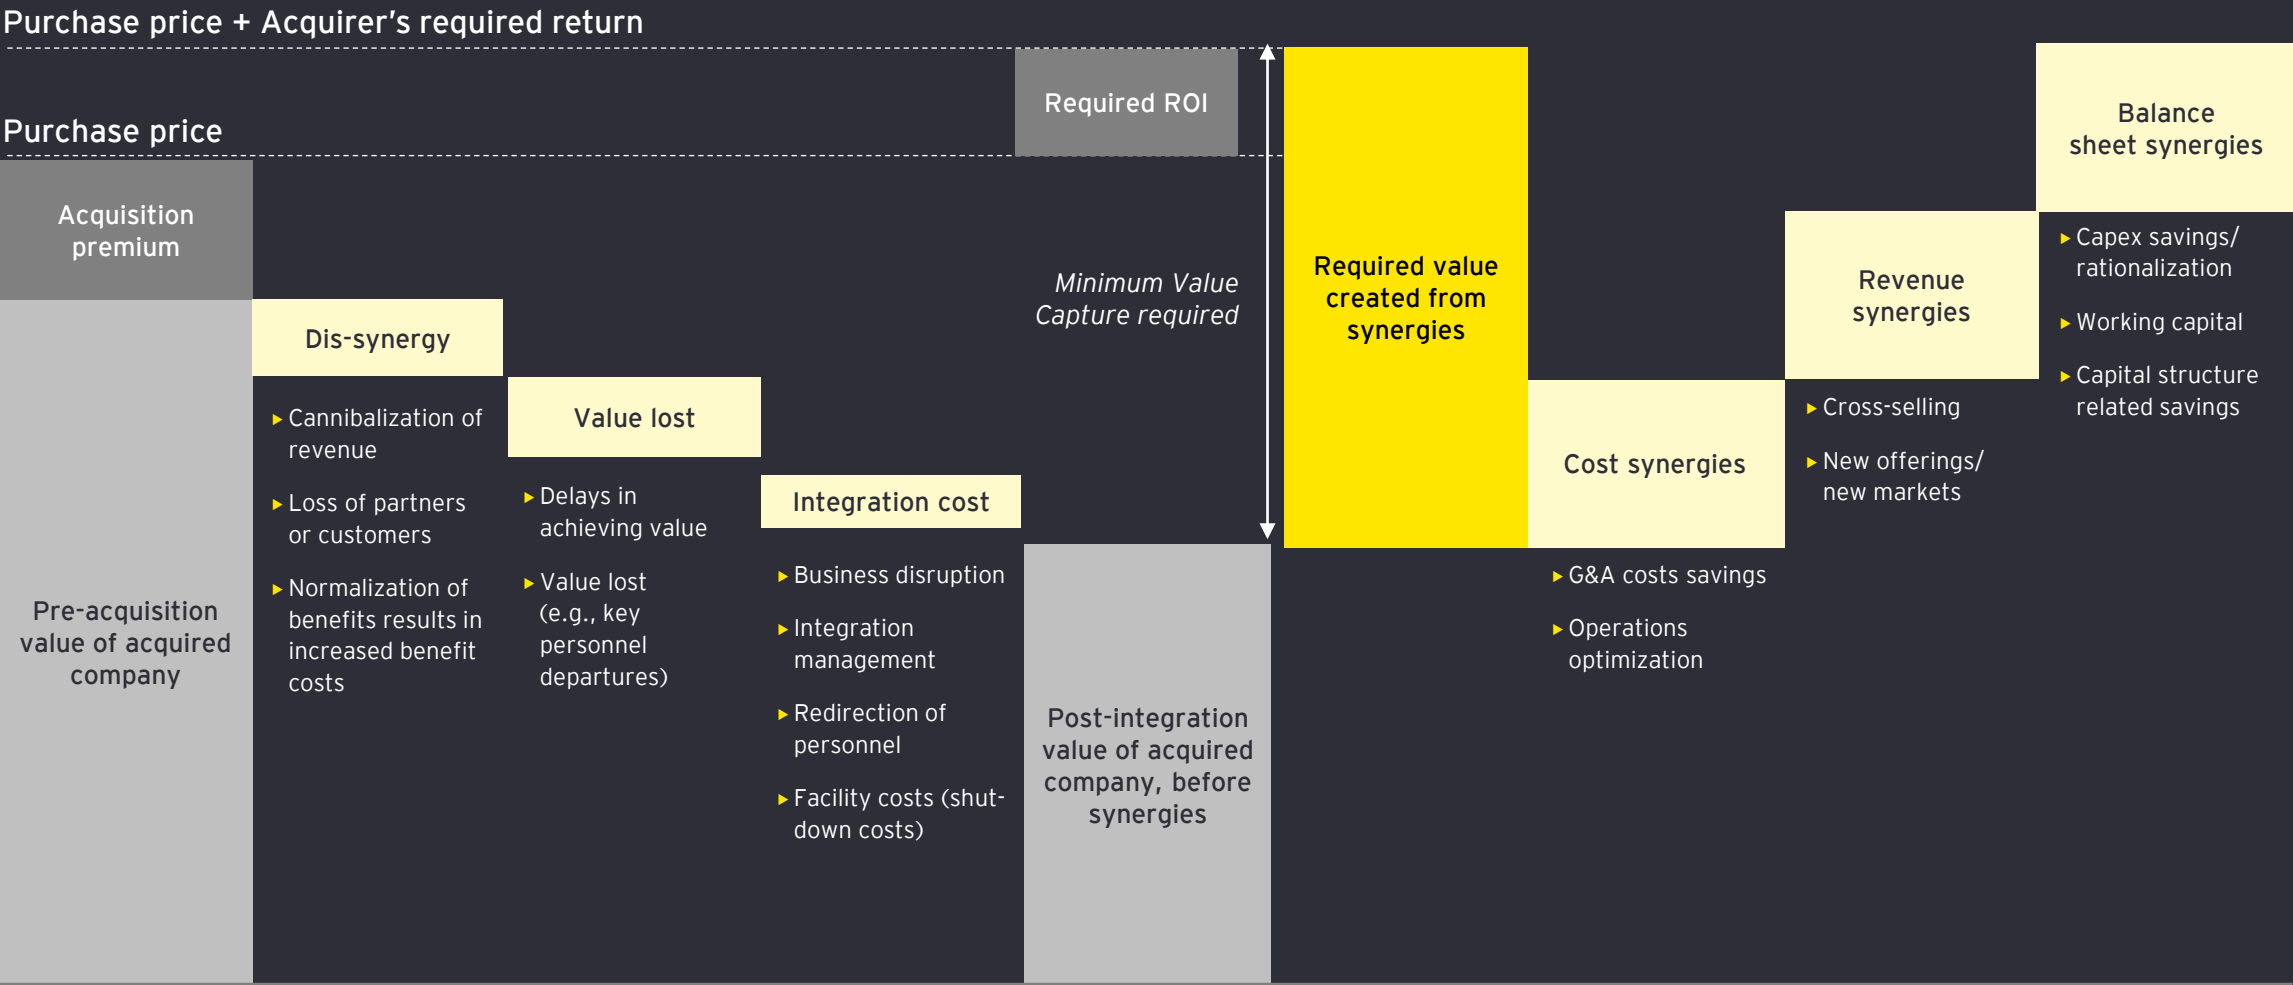 Purchase price + Acquirer's required return
Purchase price
Acquisition
premium
Pre-acquisition
value of acquired
company
Dis-synergy
▸ Cannibalization of
revenue
▸ Loss of partners
or customers
▸ Normalization of
benefits results in
increased benefit
costs
Value lost
▸ Delays in
achieving value
▸ Value lost
(e.g., key
personnel
departures)
Integration cost
▸ Business disruption
▸ Integration
management
▸ Redirection of
personnel
▸ Facility costs (shut-
down costs)
Required ROI
Minimum Value
Capture required
Post-integration
value of acquired
company, before
synergies
Required value
created from
synergies
Cost synergies
▸ G&A costs savings
▸ Operations
optimization
Revenue
synergies
▸ Cross-selling
▸ New offerings/
new markets
Balance
sheet synergies
▸ Capex savings/
rationalization
▸ Working capital
▸ Capital structure
related savings